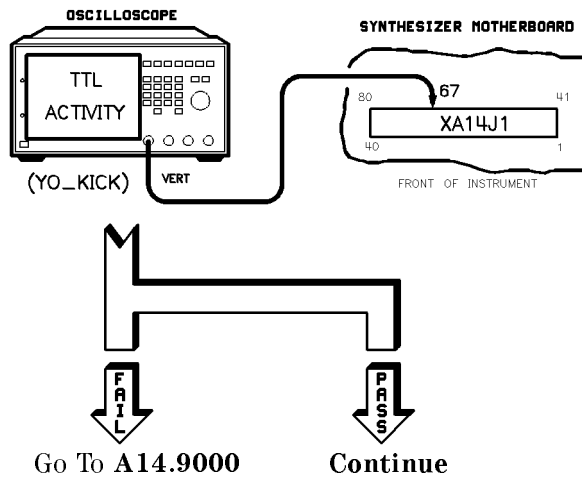 OSCILLOSCOPE
SYNTHESIZER MOTHERBOARD
TTL
ACTIVITY
80
67
41
XA14J1
40
1
(YO_KICK)
VERT
FRONT OF INSTRUMENT
FAIL
PASS
Go To A14.9000
Continue